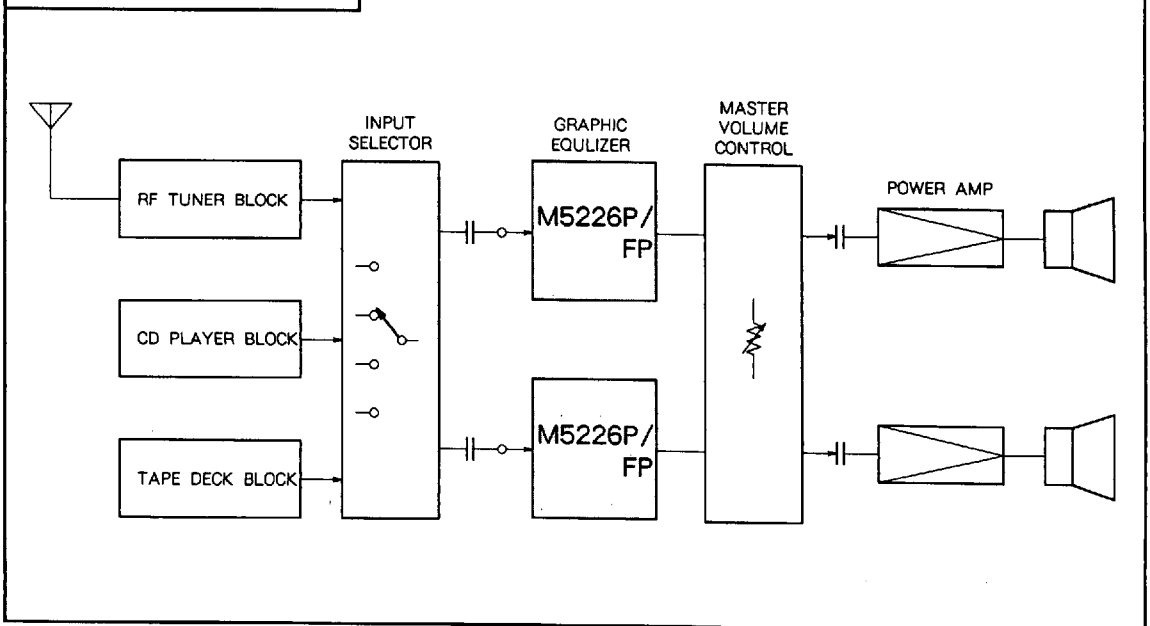 INPUT
SELECTOR
GRAPHIC
EQULIZER
MASTER
VOLUME
CONTROL
POWER AMP
RF TUNER BLOCK
CD PLAYER BLOCK
TAPE DECK BLOCK
M5226P/
FP
M5226P/
FP